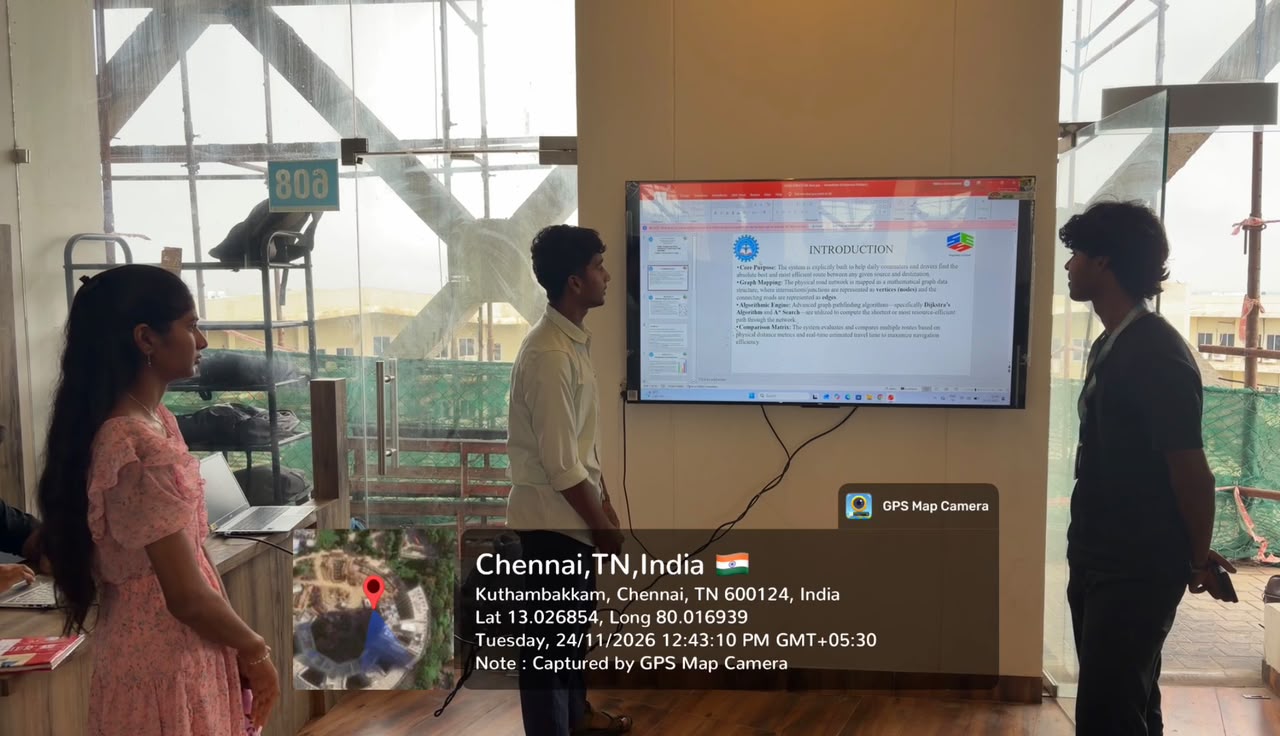 808
INTRODUCTION
•Core Purpose: The system is explicitly built to help daily commuters and drivers find the
absolute best and most efficient route between any given source and destination.
•Graph Mapping: The physical road network is mapped as a mathematical graph data
structure, where intersections/junctions are represented as vertices (nodes) and the
connecting roads are represented as edges.
•Algorithmic Engine: Advanced graph pathfinding algorithms—specifically Dijkstra's
Algorithm and A* Search—are utilized to compute the shortest or most resource-efficient
path through the network.
•Comparison Matrix: The system evaluates and compares multiple routes based on
physical distance metrics and real-time estimated travel time to maximize navigation
efficiency.
Search
GPS Map Camera
Chennai,TN,India
Kuthambakkam, Chennai, TN 600124, India
Lat 13.026854, Long 80.016939
Tuesday, 24/11/2026 12:43:10 PM GMT+05:30
Note : Captured by GPS Map Camera